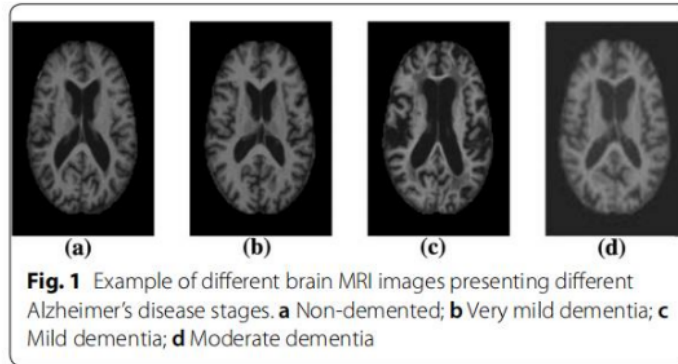 (a) (b) (c) (d)
Fig. 1 Example of different brain MRI images presenting different
Alzheimer's disease stages. a Non-demented; b Very mild dementia; c
Mild dementia; d Moderate dementia